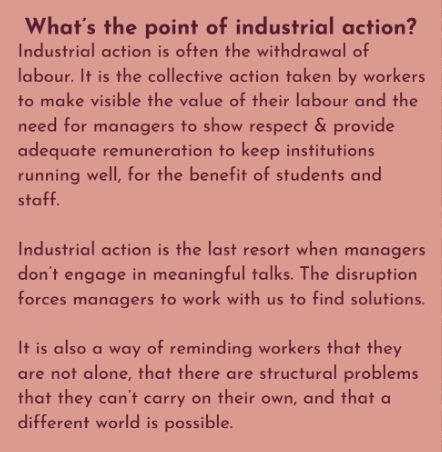 What's the point of industrial action?
Industrial action is often the withdrawal of
labour. It is the collective action taken by workers
to make visible the value of their labour and the
need for managers to show respect & provide
adequate remuneration to keep institutions
running well, for the benefit of students and
staff.
Industrial action is the last resort when managers
don't engage in meaningful talks. The disruption
forces managers to work with us to find solutions.
It is also a way of reminding workers that they
are not alone, that there are structural problems
that they can't carry on their own, and that a
different world is possible.